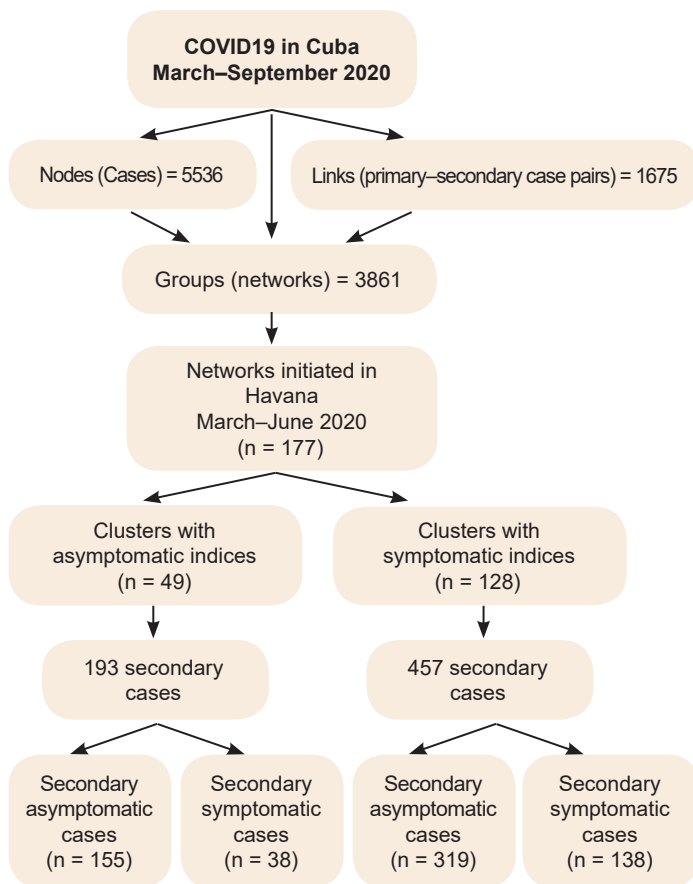 COVID19 in Cuba
March–September 2020
Nodes (Cases) = 5536
Links (primary–secondary case pairs) = 1675
Groups (networks) = 3861
Networks initiated in
Havana
March–June 2020
(n = 177)
Clusters with
asymptomatic indices
(n = 49)
Clusters with
symptomatic indices
(n = 128)
193 secondary
cases
457 secondary
cases
Secondary
asymptomatic
cases
(n = 155)
Secondary
symptomatic
cases
(n = 38)
Secondary
asymptomatic
cases
(n = 319)
Secondary
symptomatic
cases
(n = 138)